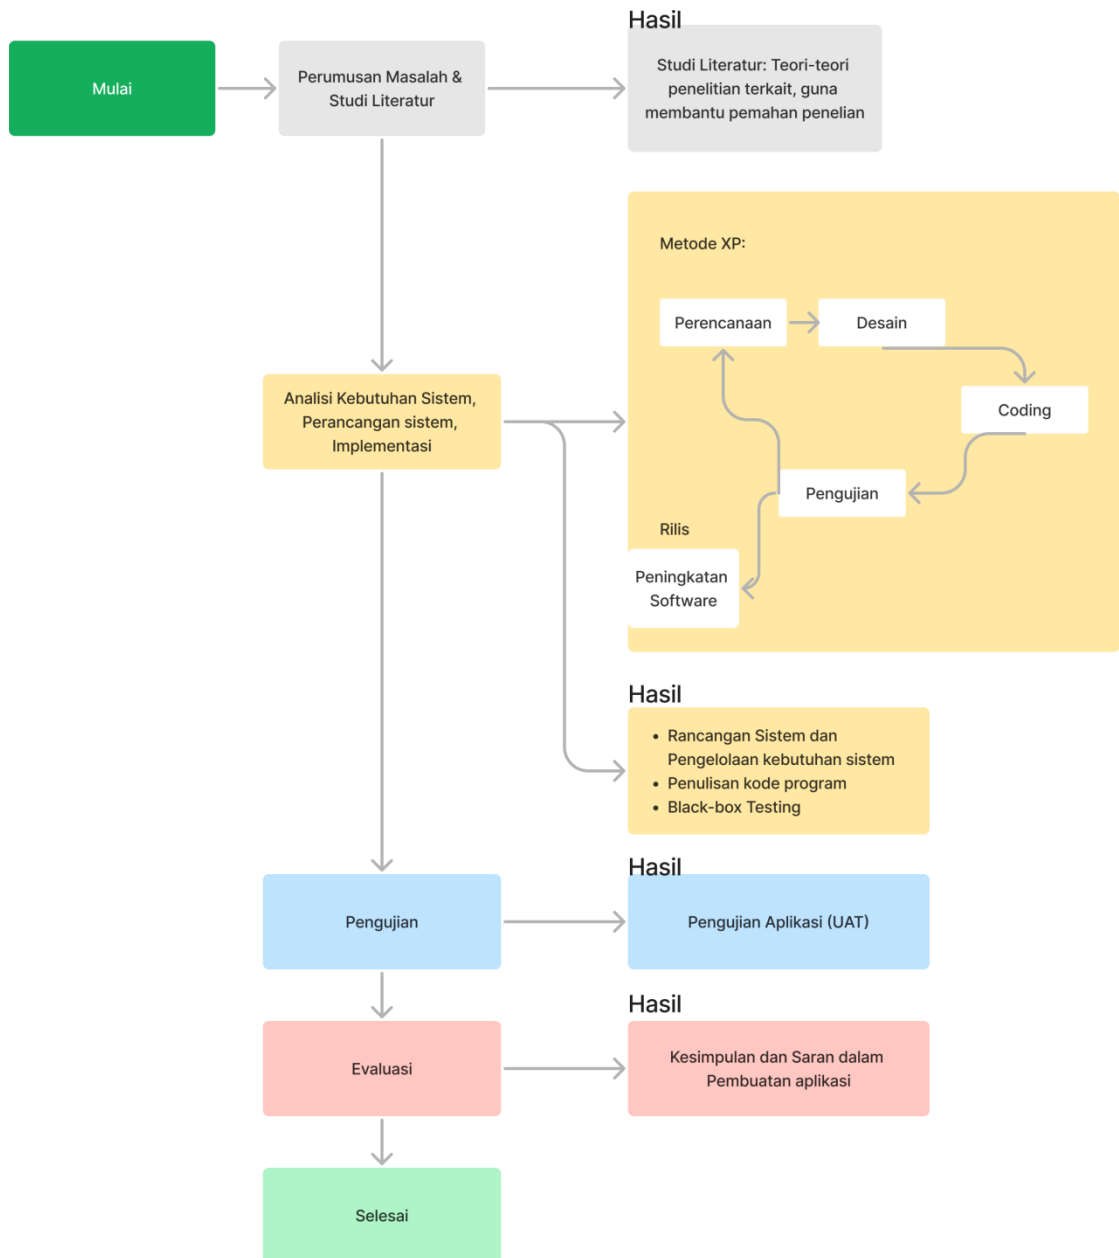 Hasil
Mulai
Perumusan Masalah &
Studi Literatur
Studi Literatur: Teori-teori
penelitian terkait, guna
membantu pemahan penelian
Metode XP:
Perencanaan
Desain
Coding
Pengujian
Rilis
Peningkatan
Software
Analisi Kebutuhan Sistem,
Perancangan sistem,
Implementasi
Hasil
• Rancangan Sistem dan
Pengelolaan kebutuhan sistem
• Penulisan kode program
• Black-box Testing
Hasil
Pengujian
Pengujian Aplikasi (UAT)
Hasil
Evaluasi
Kesimpulan dan Saran dalam
Pembuatan aplikasi
Selesai